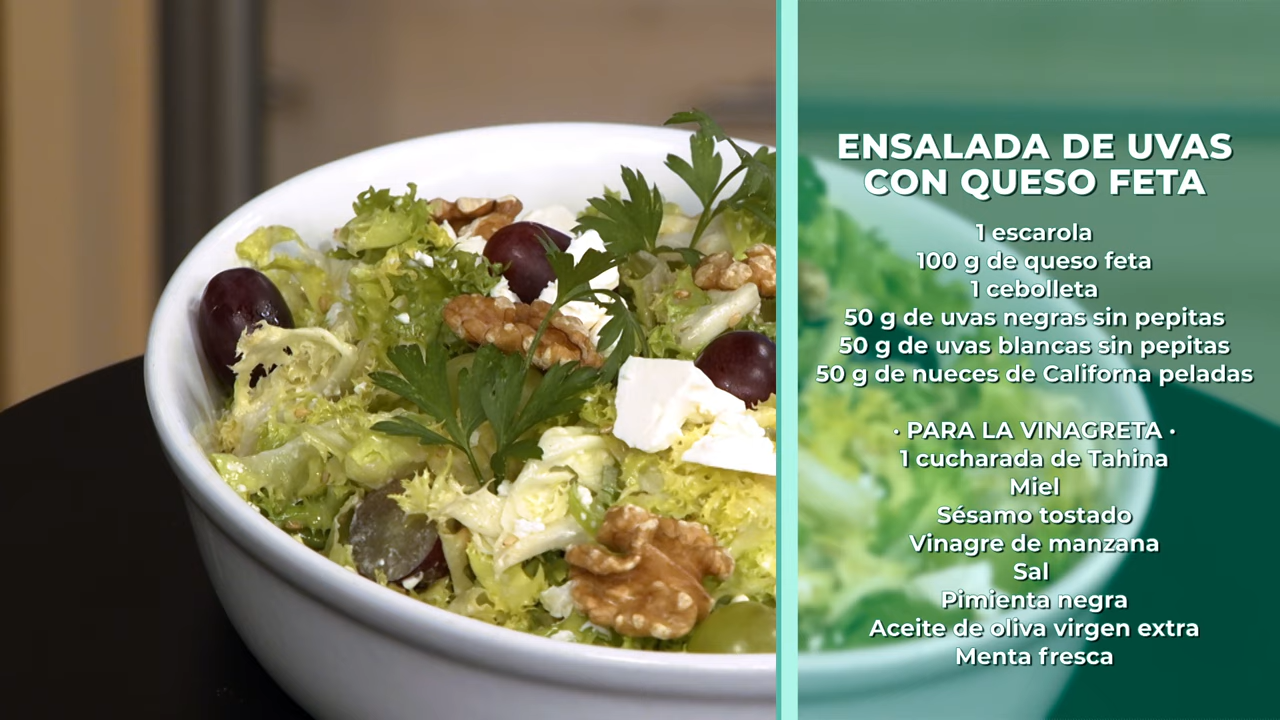 ENSALADA DE UVAS
CON QUESO FETA
1 escarola
100 g de queso feta
1 cebolleta
50 g de uvas negras sin pepitas
50 g de uvas blancas sin pepitas
50 g de nueces de Californa peladas
· PARA LA VINAGRETA ·
1 cucharada de Tahina
Miel
Sésamo tostado
Vinagre de manzana
Sal
Pimienta negra
Aceite de oliva virgen extra
Menta fresca